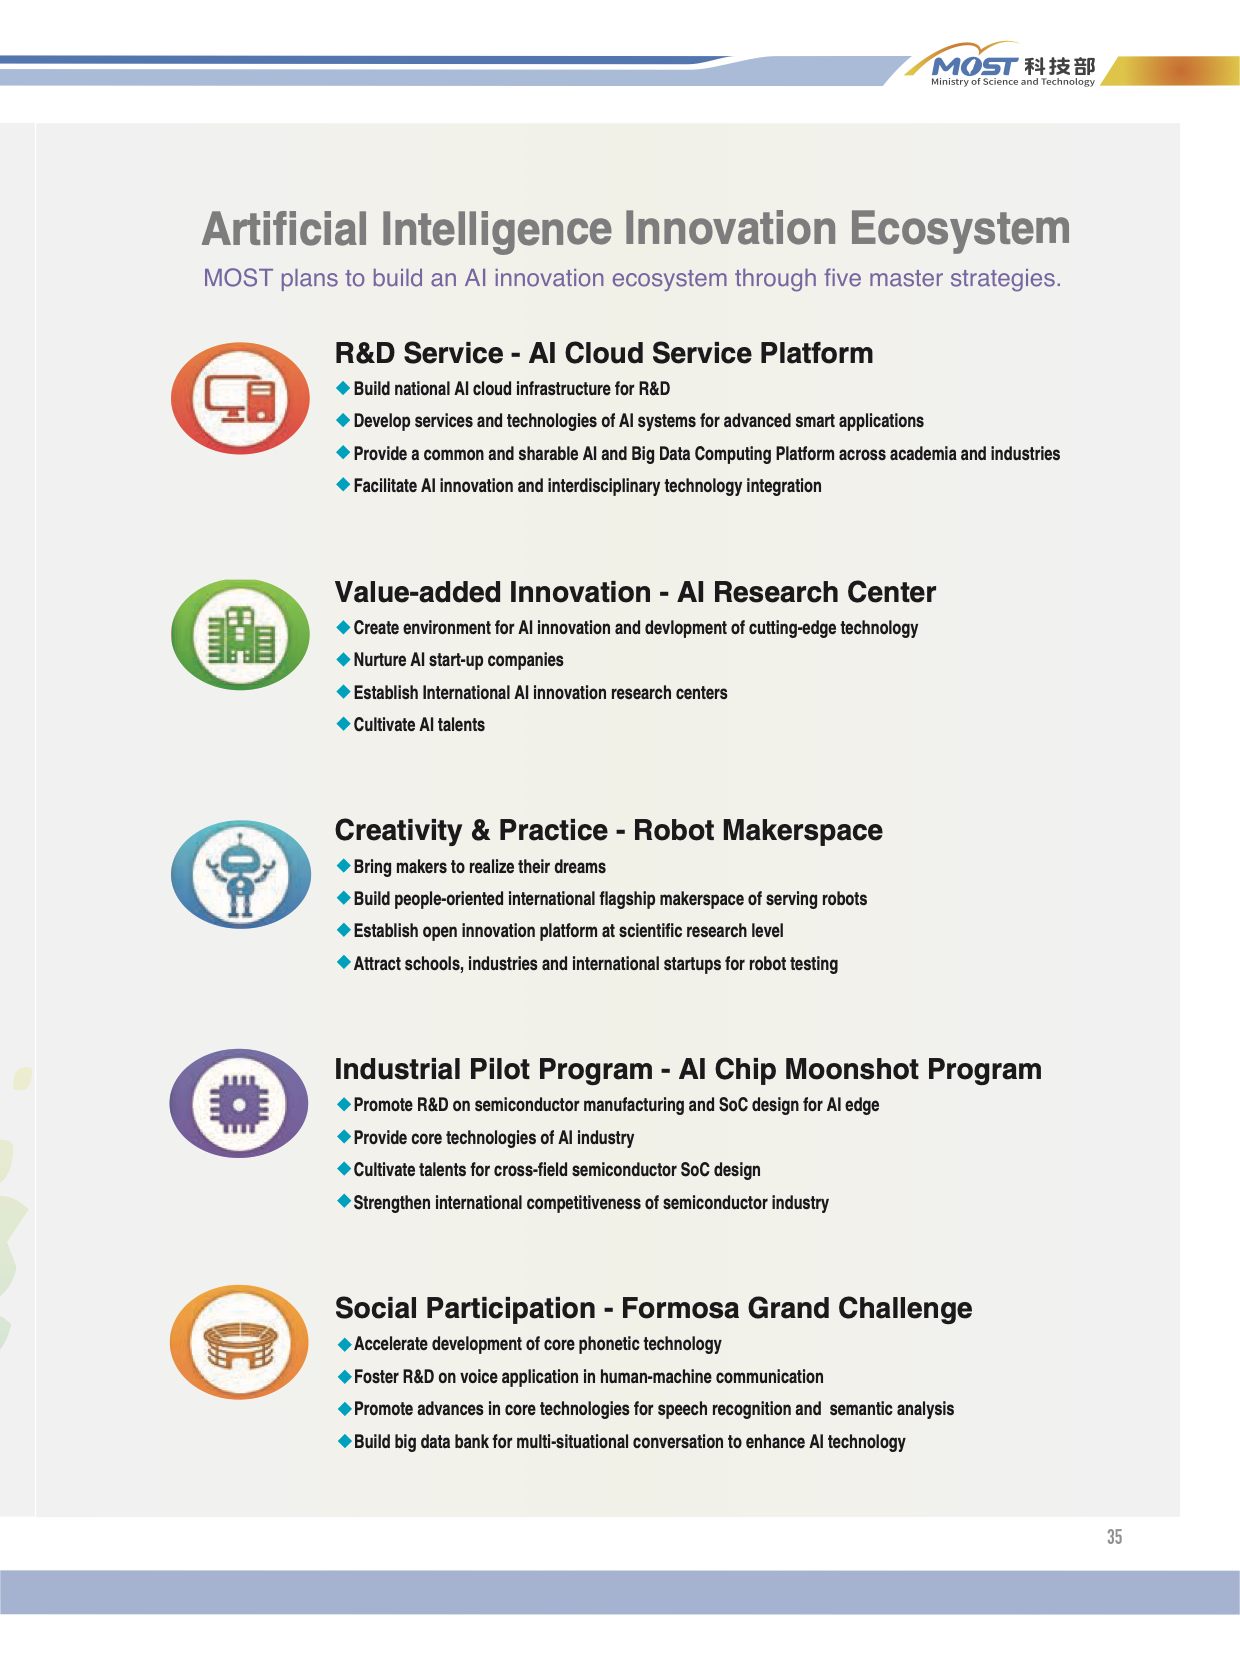 MOST 科技部
Ministry of Science and Technology
Artificial Intelligence Innovation Ecosystem
MOST plans to build an AI innovation ecosystem through five master strategies.
R&D Service - AI Cloud Service Platform
◆Build national AI cloud infrastructure for R&D
◆Develop services and technologies of AI systems for advanced smart applications
◆Provide a common and sharable AI and Big Data Computing Platform across academia and industries
◆Facilitate AI innovation and interdisciplinary technology integration
Value-added Innovation - AI Research Center
◆Create environment for AI innovation and devlopment of cutting-edge technology
◆Nurture AI start-up companies
◆Establish International AI innovation research centers
◆Cultivate AI talents
Creativity & Practice - Robot Makerspace
◆Bring makers to realize their dreams
◆Build people-oriented international flagship makerspace of serving robots
◆Establish open innovation platform at scientific research level
◆Attract schools, industries and international startups for robot testing
Industrial Pilot Program - AI Chip Moonshot Program
◆Promote R&D on semiconductor manufacturing and SoC design for AI edge
◆Provide core technologies of AI industry
◆Cultivate talents for cross-field semiconductor SoC design
◆Strengthen international competitiveness of semiconductor industry
Social Participation - Formosa Grand Challenge
◆Accelerate development of core phonetic technology
◆Foster R&D on voice application in human-machine communication
◆Promote advances in core technologies for speech recognition and  semantic analysis
◆Build big data bank for multi-situational conversation to enhance AI technology
35